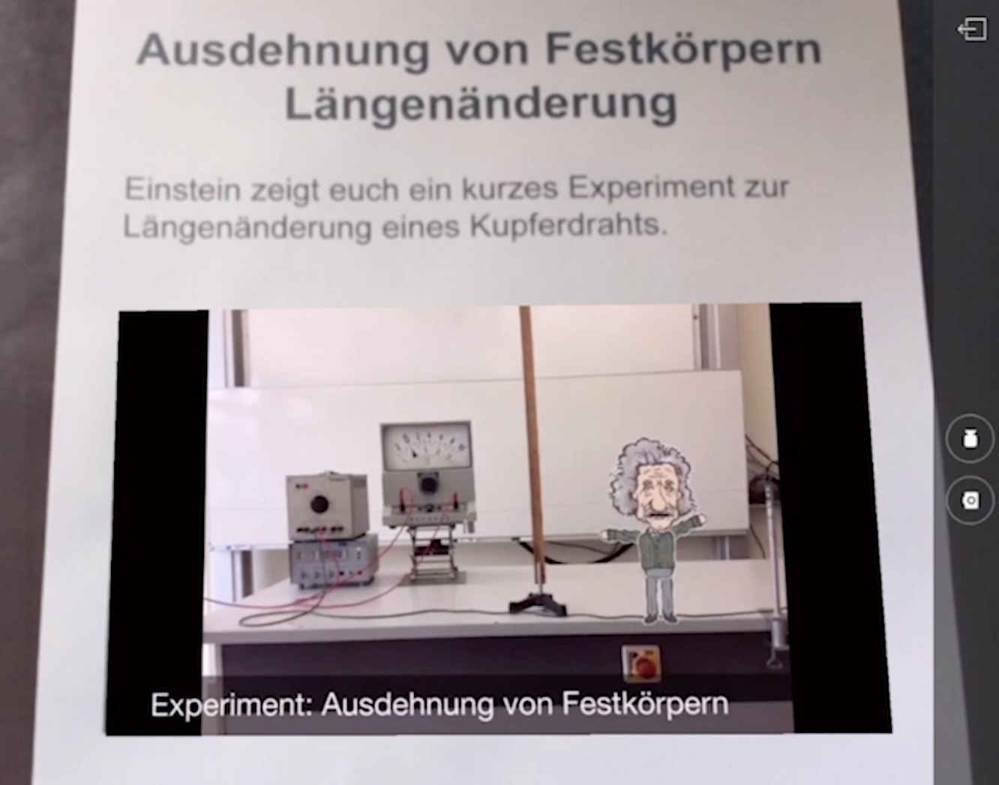 Ausdehnung von Festkörpern
Längenänderung
Einstein zeigt euch ein kurzes Experiment zur
Längenänderung eines Kupferdrahts.
Experiment: Ausdehnung von Festkörpern